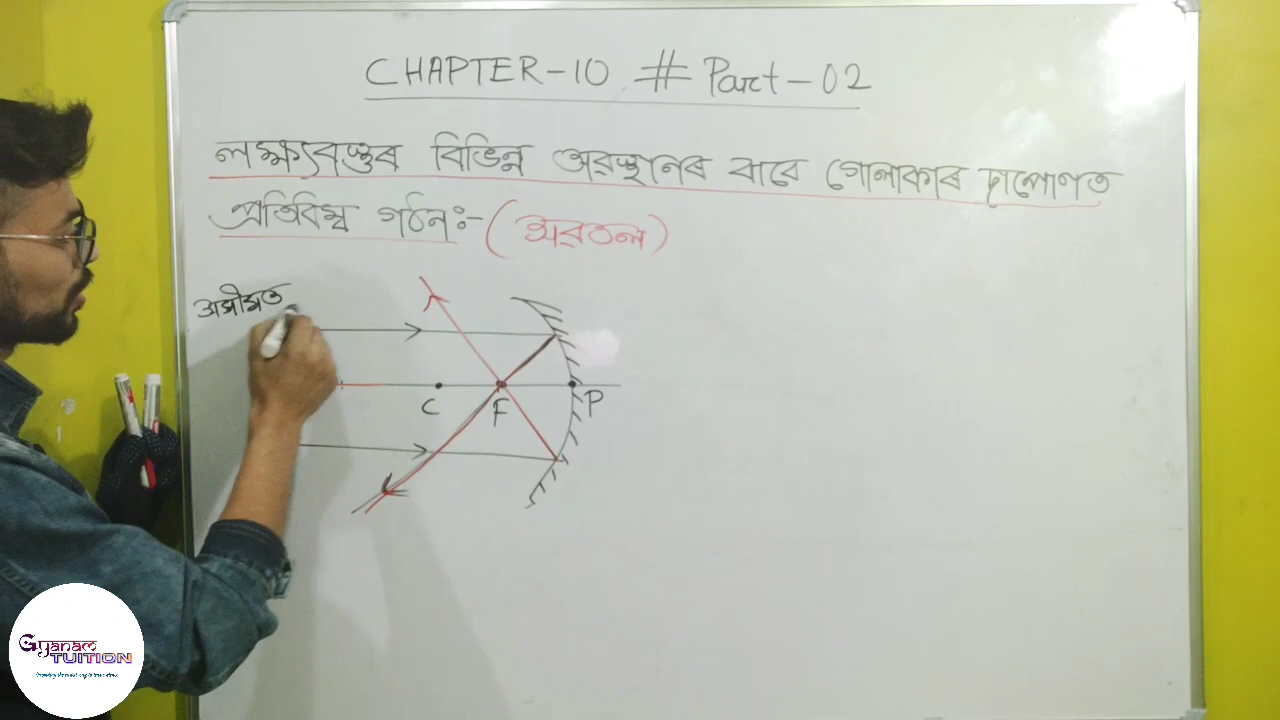 CHAPTER-10 # Part-02
লক্ষ্যবস্তুৰ বিভিন্ন অৱস্থানৰ বাবে গোলাকাৰ দাপোণত
প্ৰতিবিম্ব গঠনঃ- (অৱতল)
অসীমত
C F P
Gyanam
TUITION